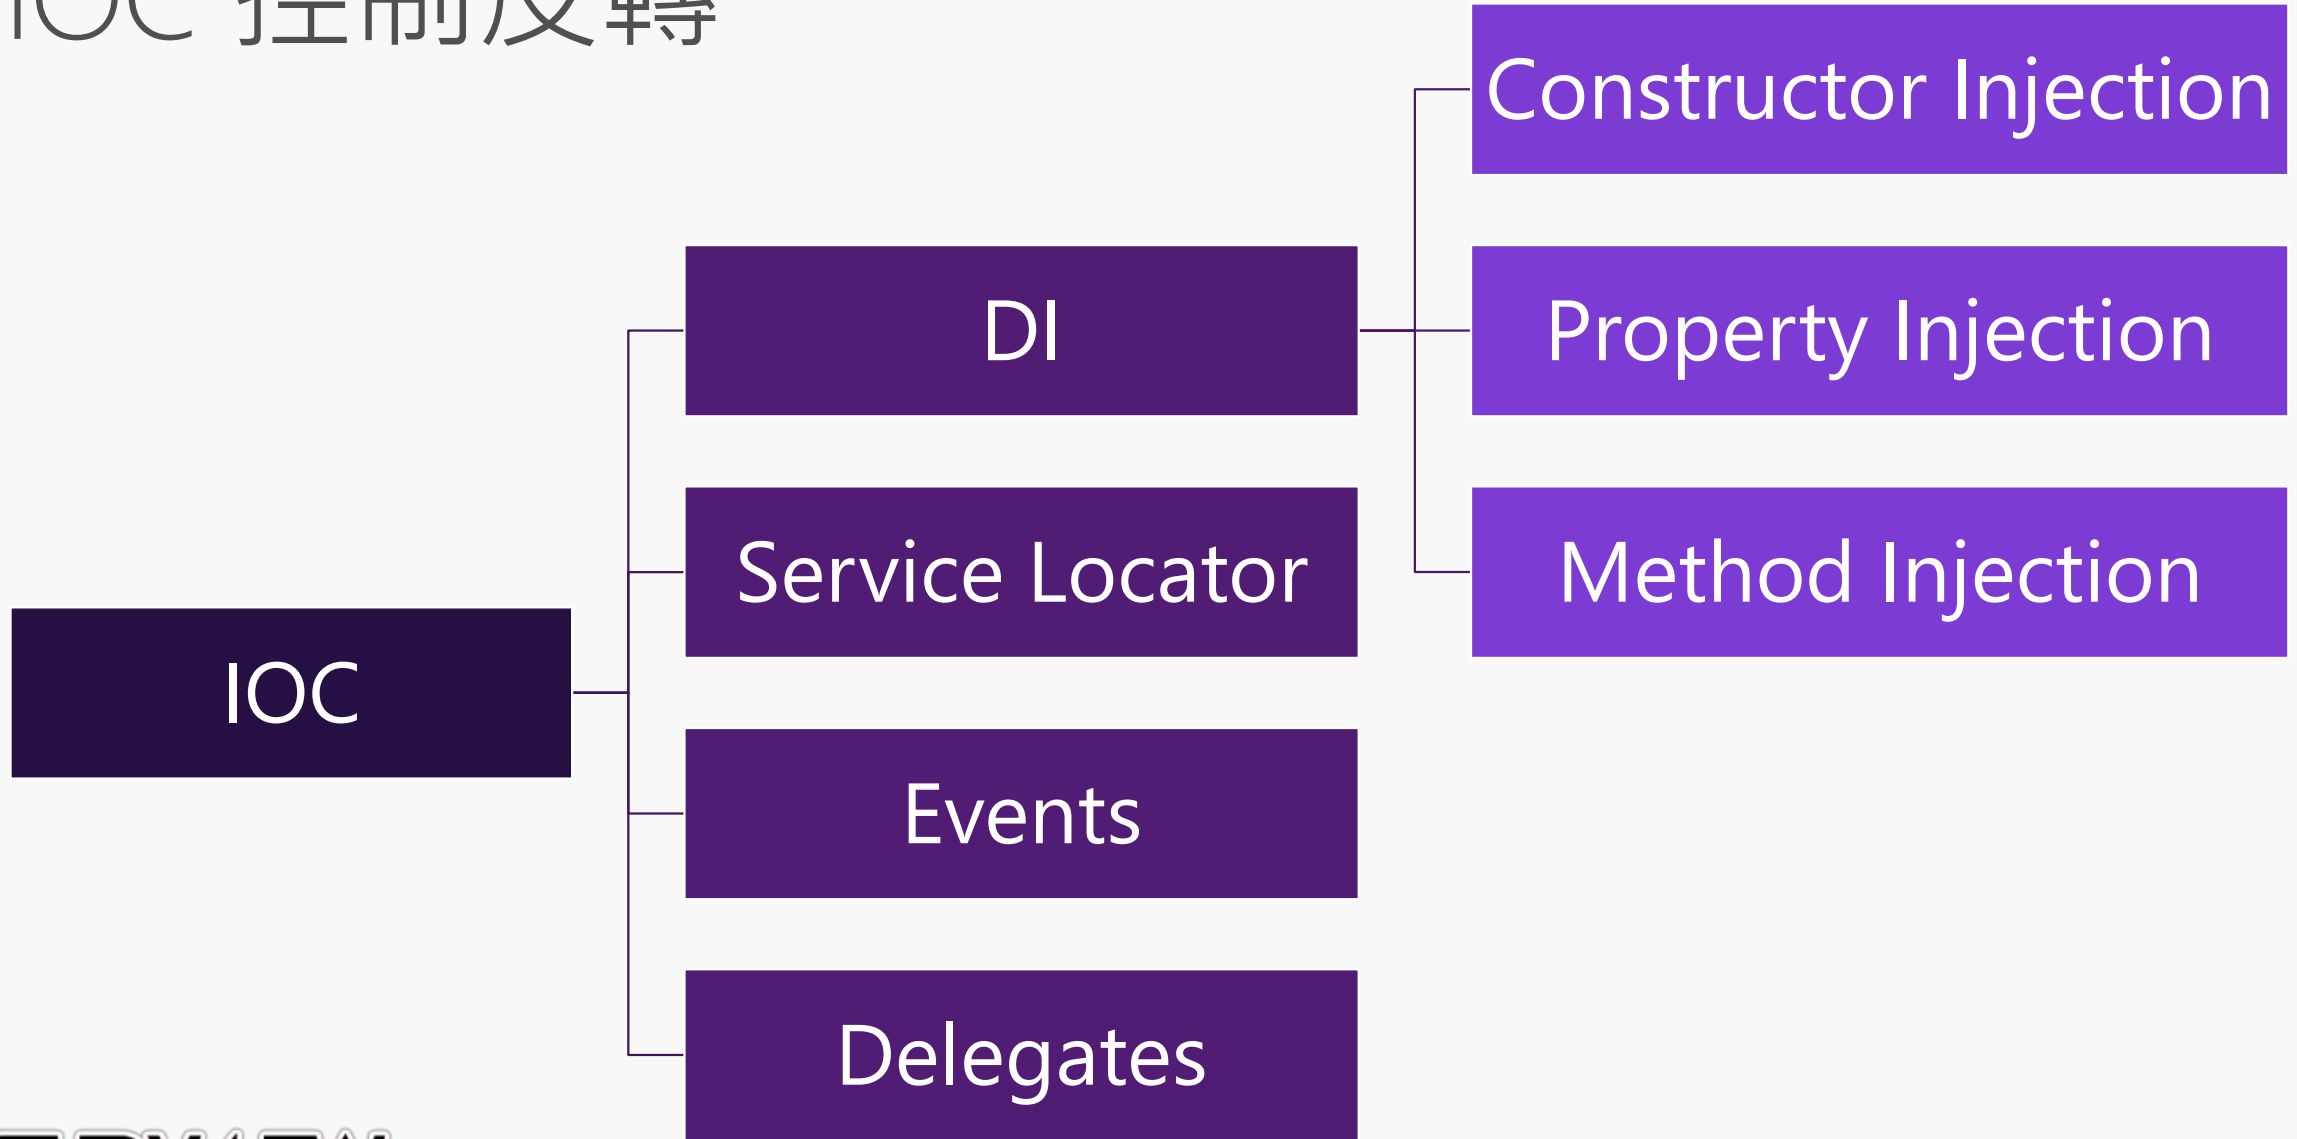 IOC 控制反轉
Constructor Injection
DI
Property Injection
Service Locator
Method Injection
IOC
Events
Delegates